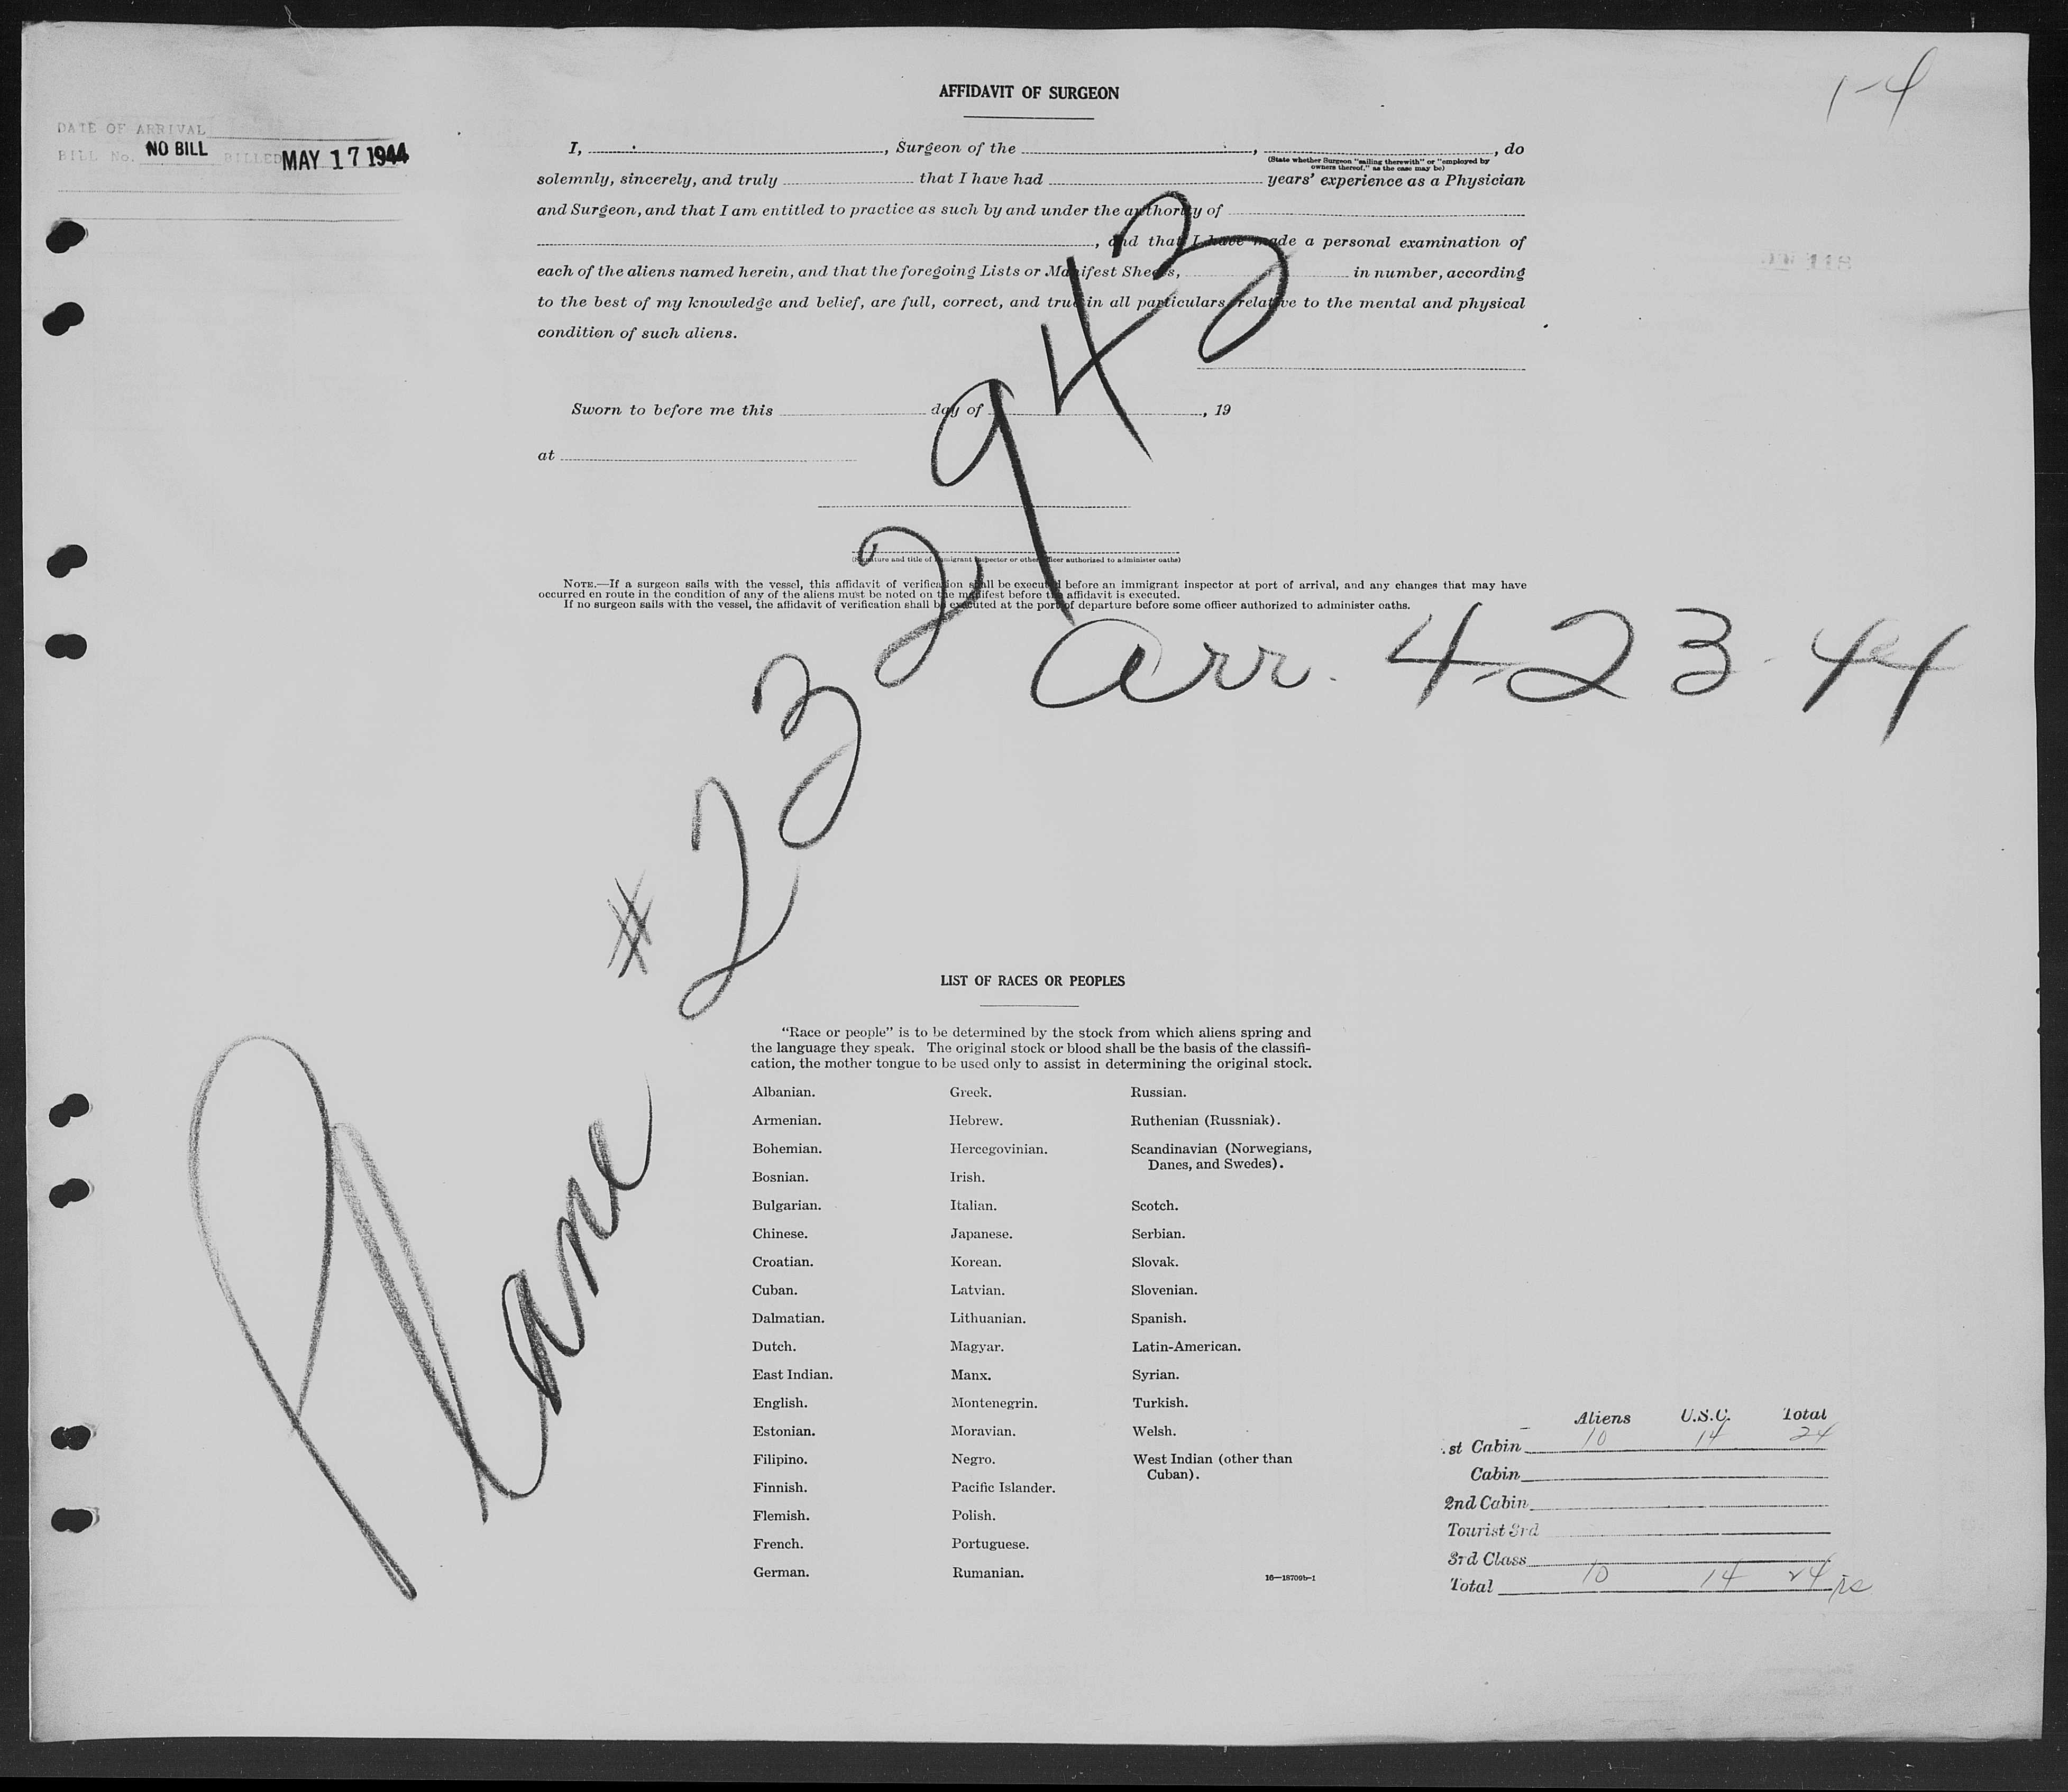 1-4
AFFIDAVIT OF SURGEON
DATE OF ARRIVAL
BILL No. NO BILL BILLED MAY 17 1944
I, , Surgeon of the , , do
(State whether Surgeon "sailing therewith" or "employed by
owners thereof," as the case may be)
solemnly, sincerely, and truly that I have had years' experience as a Physician
and Surgeon, and that I am entitled to practice as such by and under the authority of
, and that I have made a personal examination of
each of the aliens named herein, and that the foregoing Lists or Manifest Sheets, in number, according
to the best of my knowledge and belief, are full, correct, and true in all particulars relative to the mental and physical
condition of such aliens.
Sworn to before me this day of , 19
at
(Signature and title of immigrant inspector or other officer authorized to administer oaths)
NOTE.—If a surgeon sails with the vessel, this affidavit of verification shall be executed before an immigrant inspector at port of arrival, and any changes that may have
occurred en route in the condition of any of the aliens must be noted on the manifest before the affidavit is executed.
If no surgeon sails with the vessel, the affidavit of verification shall be executed at the port of departure before some officer authorized to administer oaths.
Plane #232943
arr. 4-23-44
LIST OF RACES OR PEOPLES
"Race or people" is to be determined by the stock from which aliens spring and
the language they speak. The original stock or blood shall be the basis of the classifi-
cation, the mother tongue to be used only to assist in determining the original stock.
Albanian.
Armenian.
Bohemian.
Bosnian.
Bulgarian.
Chinese.
Croatian.
Cuban.
Dalmatian.
Dutch.
East Indian.
English.
Estonian.
Filipino.
Finnish.
Flemish.
French.
German.
Greek.
Hebrew.
Hercegovinian.
Irish.
Italian.
Japanese.
Korean.
Latvian.
Lithuanian.
Magyar.
Manx.
Montenegrin.
Moravian.
Negro.
Pacific Islander.
Polish.
Portuguese.
Rumanian.
Russian.
Ruthenian (Russniak).
Scandinavian (Norwegians,
Danes, and Swedes).
Scotch.
Serbian.
Slovak.
Slovenian.
Spanish.
Latin-American.
Syrian.
Turkish.
Welsh.
West Indian (other than
Cuban).
16—18709b-1
Aliens U.S.C. Total
st Cabin 10 14 24
Cabin
2nd Cabin
Tourist 3rd
3rd Class
Total 10 14 24